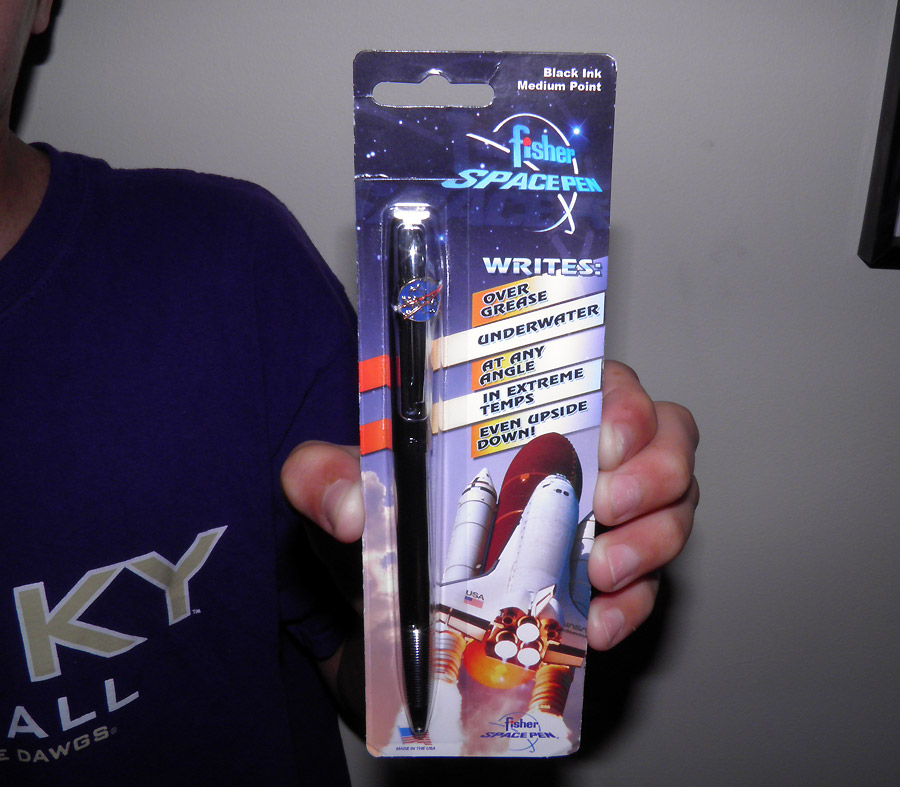 Black Ink
Medium Point
fisher
SPACE PEN
WRITES:
OVER
GREASE
UNDERWATER
AT ANY
ANGLE
IN EXTREME
TEMPS
EVEN UPSIDE
DOWN!
USA
fisher
SPACE PEN
MADE IN THE USA
KY
™
ALL
E DAWGS®